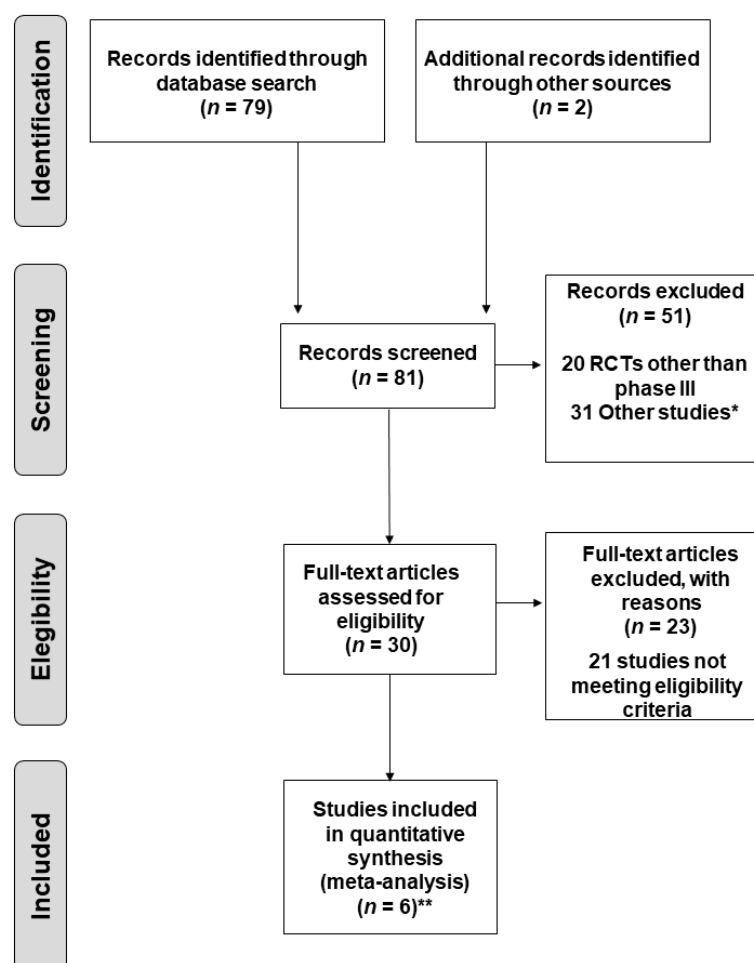 Identification
Records identified through
database search
(n = 79)
Additional records identified
through other sources
(n = 2)
Screening
Records screened
(n = 81)
Records excluded
(n = 51)
20 RCTs other than
phase III
31 Other studies*
Elegibility
Full-text articles
assessed for
eligibility
(n = 30)
Full-text articles
excluded, with
reasons
(n = 23)
21 studies not
meeting eligibility
criteria
Included
Studies included
in quantitative
synthesis
(meta-analysis)
(n = 6)**